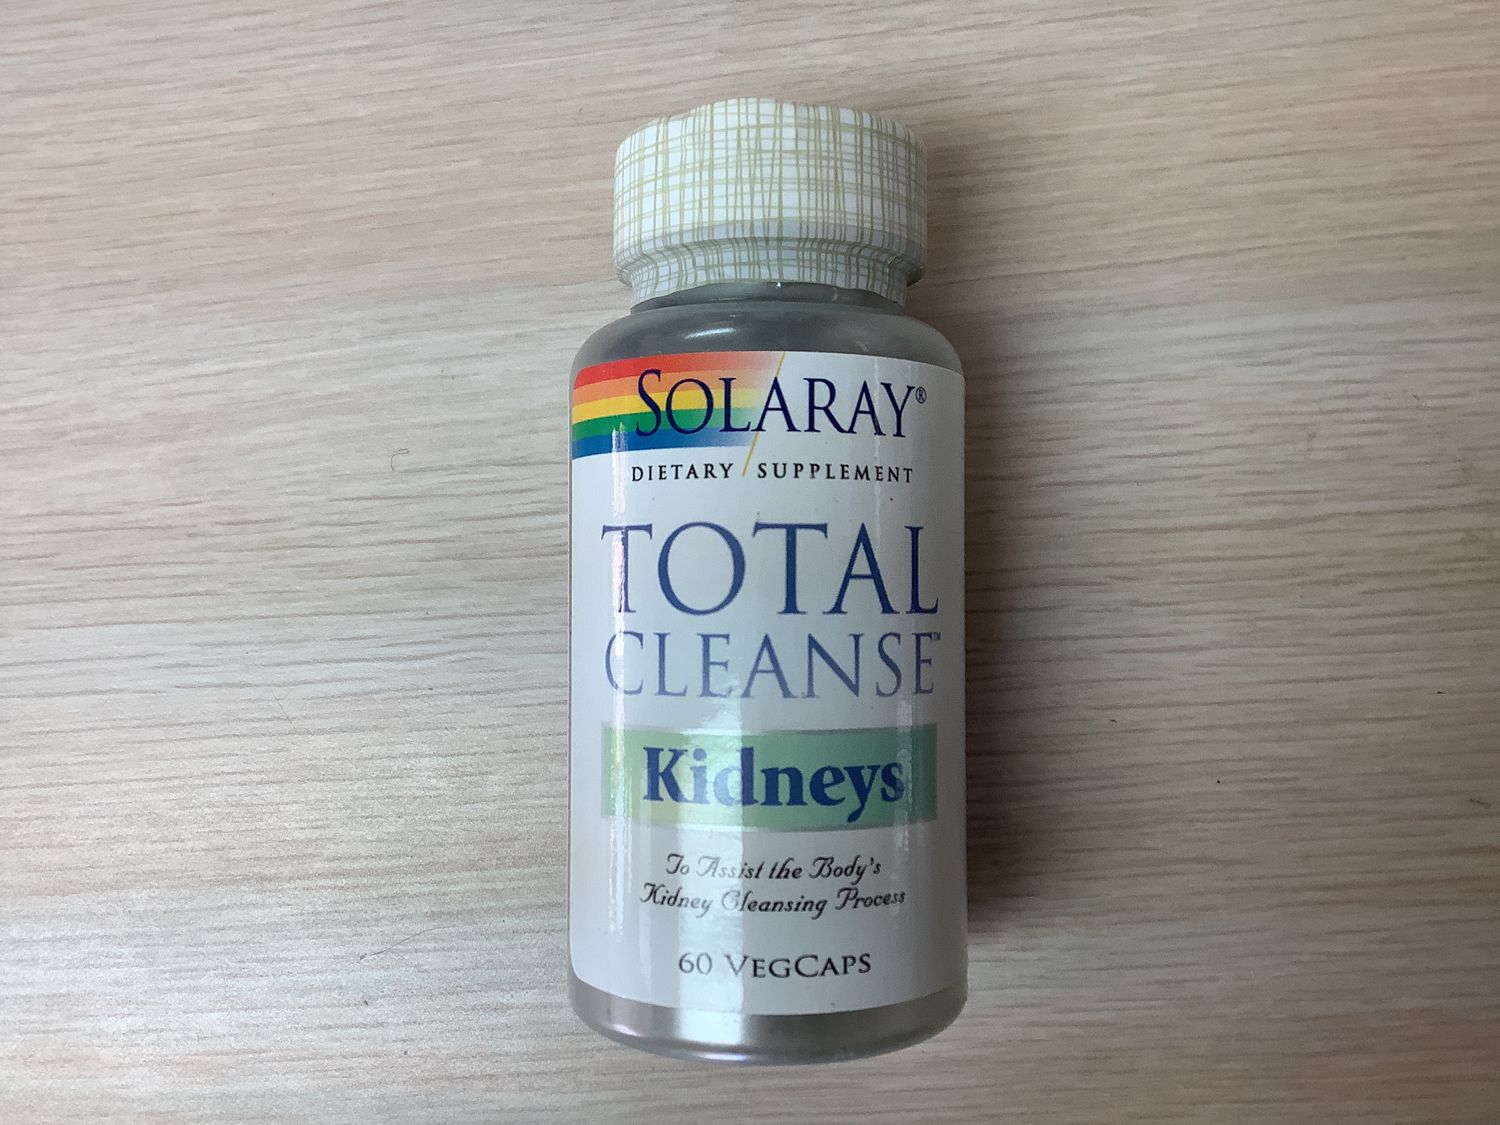 SOLARAY®
DIETARY SUPPLEMENT
TOTAL
CLEANSE™
Kidneys
To Assist the Body's
Kidney Cleansing Process
60 VEGCAPS